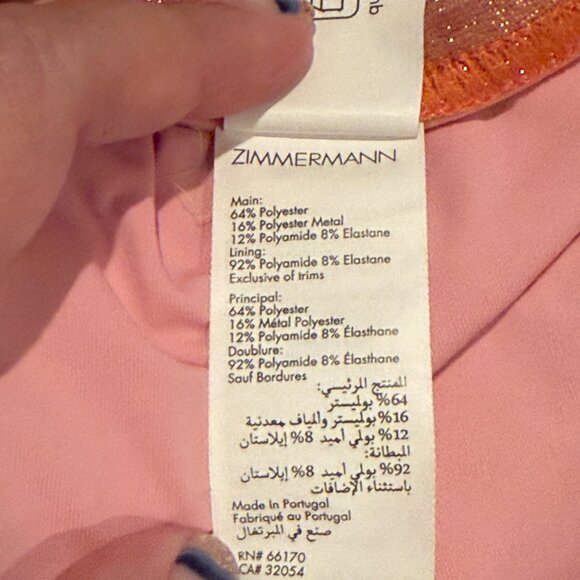 ZIMMERMANN
Main:
64% Polyester
16% Polyester Metal
12% Polyamide 8% Elastane
Lining:
92% Polyamide 8% Elastane
Exclusive of trims
Principal:
64% Polyester
16% Métal Polyester
12% Polyamide 8% Élasthane
Doublure:
92% Polyamide 8% Élasthane
Sauf Bordures
المنتج المرئيسي:
64% بوليستر
16% بوليستر والياف معدنية
12% بولي أميد 8% إيلاستان
البطانة:
92% بولي أميد 8% إيلاستان
باستثناء الإضافات
Made In Portugal
Fabriqué au Portugal
صنع في المبرتغال
RN# 66170
CA# 32054